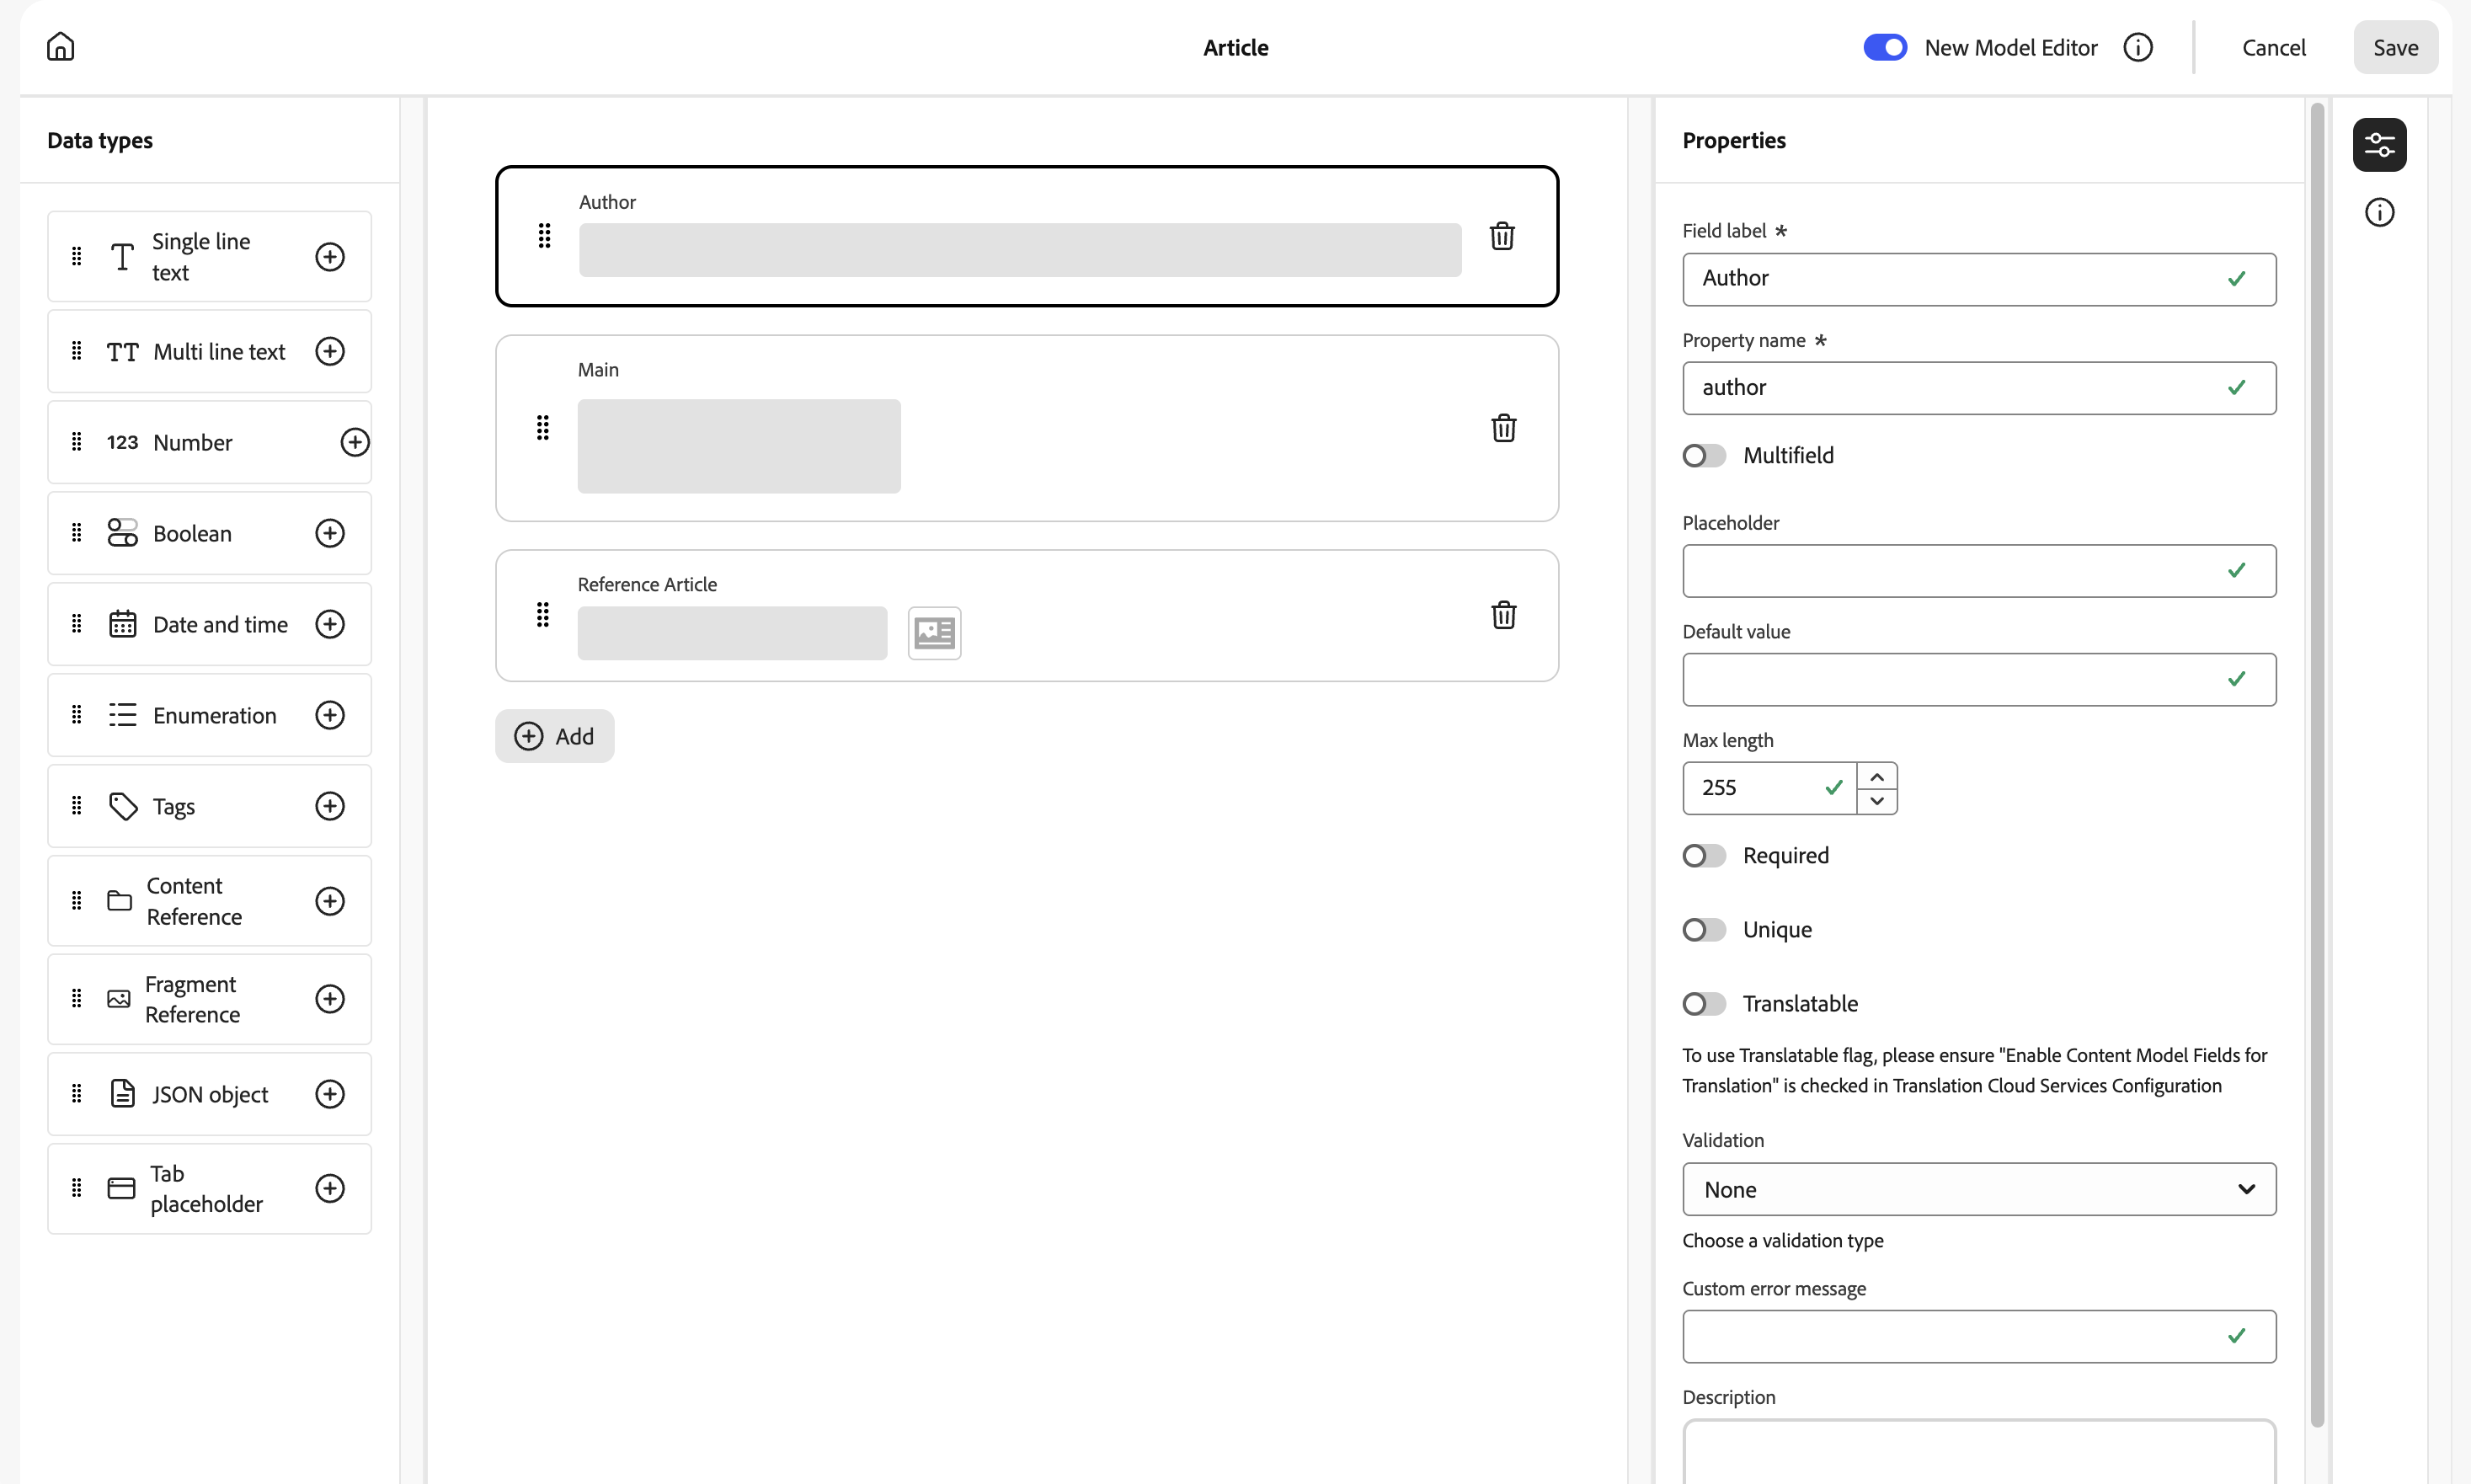 Article
New Model Editor
Cancel
Save
Data types
Single line
text
Multi line text
123 Number
Boolean
Date and time
Enumeration
Tags
Content
Reference
Fragment
Reference
JSON object
Tab
placeholder
Author
Main
Reference Article
Add
Properties
Field label *
Author
Property name *
author
Multifield
Placeholder
Default value
Max length
255
Required
Unique
Translatable
To use Translatable flag, please ensure "Enable Content Model Fields for
Translation" is checked in Translation Cloud Services Configuration
Validation
None
Choose a validation type
Custom error message
Description